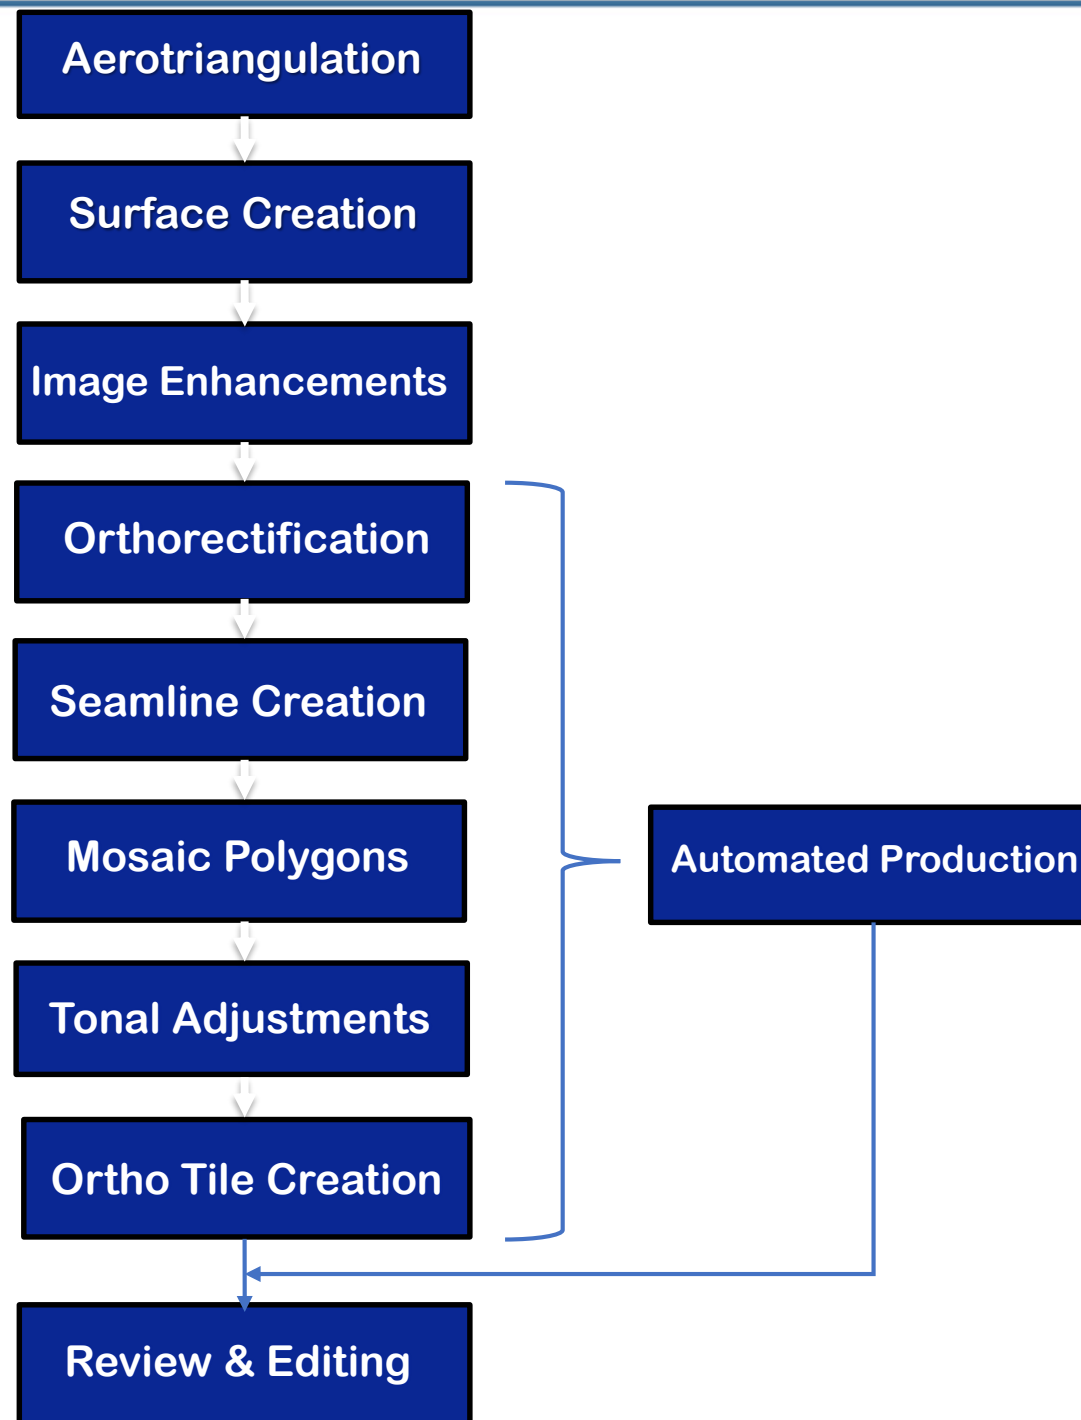 Aerotriangulation
Surface Creation
Image Enhancements
Orthorectification
Seamline Creation
Mosaic Polygons
Automated Production
Tonal Adjustments
Ortho Tile Creation
Review & Editing